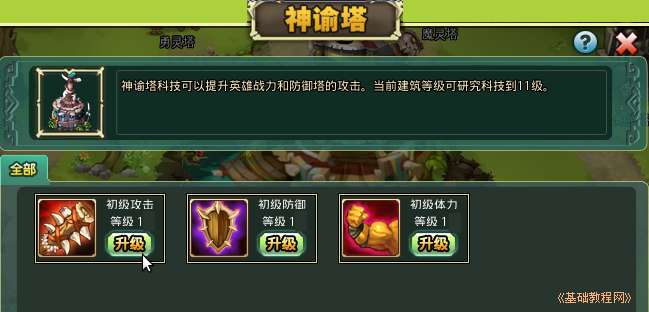 神谕塔
勇灵塔
魔灵塔
?
神谕塔科技可以提升英雄战力和防御塔的攻击。当前建筑等级可研究科技到11级。
全部
初级攻击
等级 1
升级
初级防御
等级 1
升级
初级体力
等级 1
升级
《基础教程网》